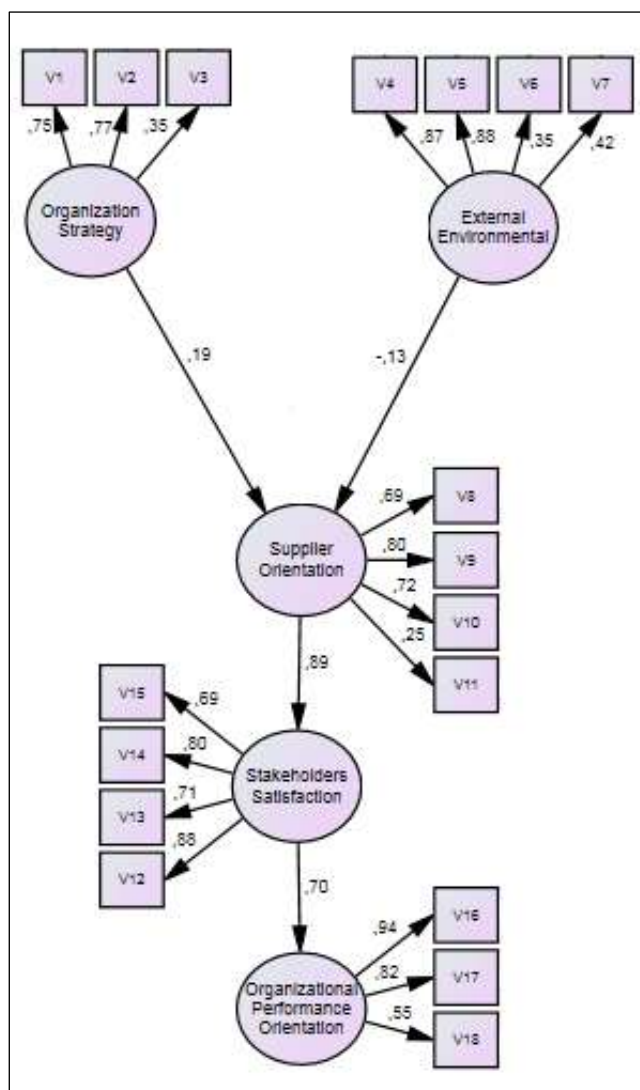 V1 V2 V3
V4 V5 V6 V7
,75 ,77 ,35
,87 ,88 ,35 ,42
Organization
Strategy
External
Environmental
,19
-,13
Supplier
Orientation
,69
V8
,80
V9
,72
V10
,25
V11
,89
V15
,69
V14
,80
V13
,71
V12
,88
Stakeholders
Satisfaction
,70
Organizational
Performance
Orientation
,94
V16
,82
V17
,55
V18